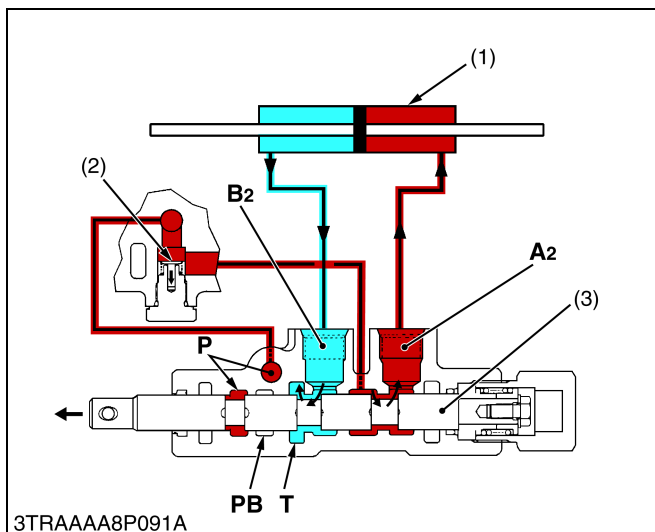 (1)
(2)
B2
A2
(3)
P
PB
T
3TRAAAA8P091A